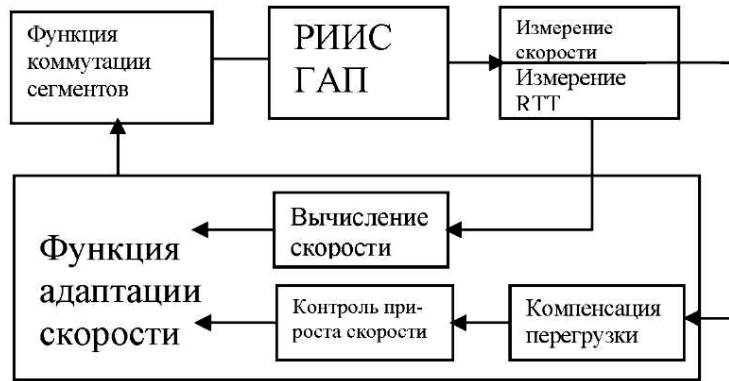 Функция
коммутации
сегментов
РИИС
ГАП
Измерение
скорости
Измерение
RTT
Вычисление
скорости
Функция
адаптации
скорости
Контроль при-
роста скорости
Компенсация
перегрузки